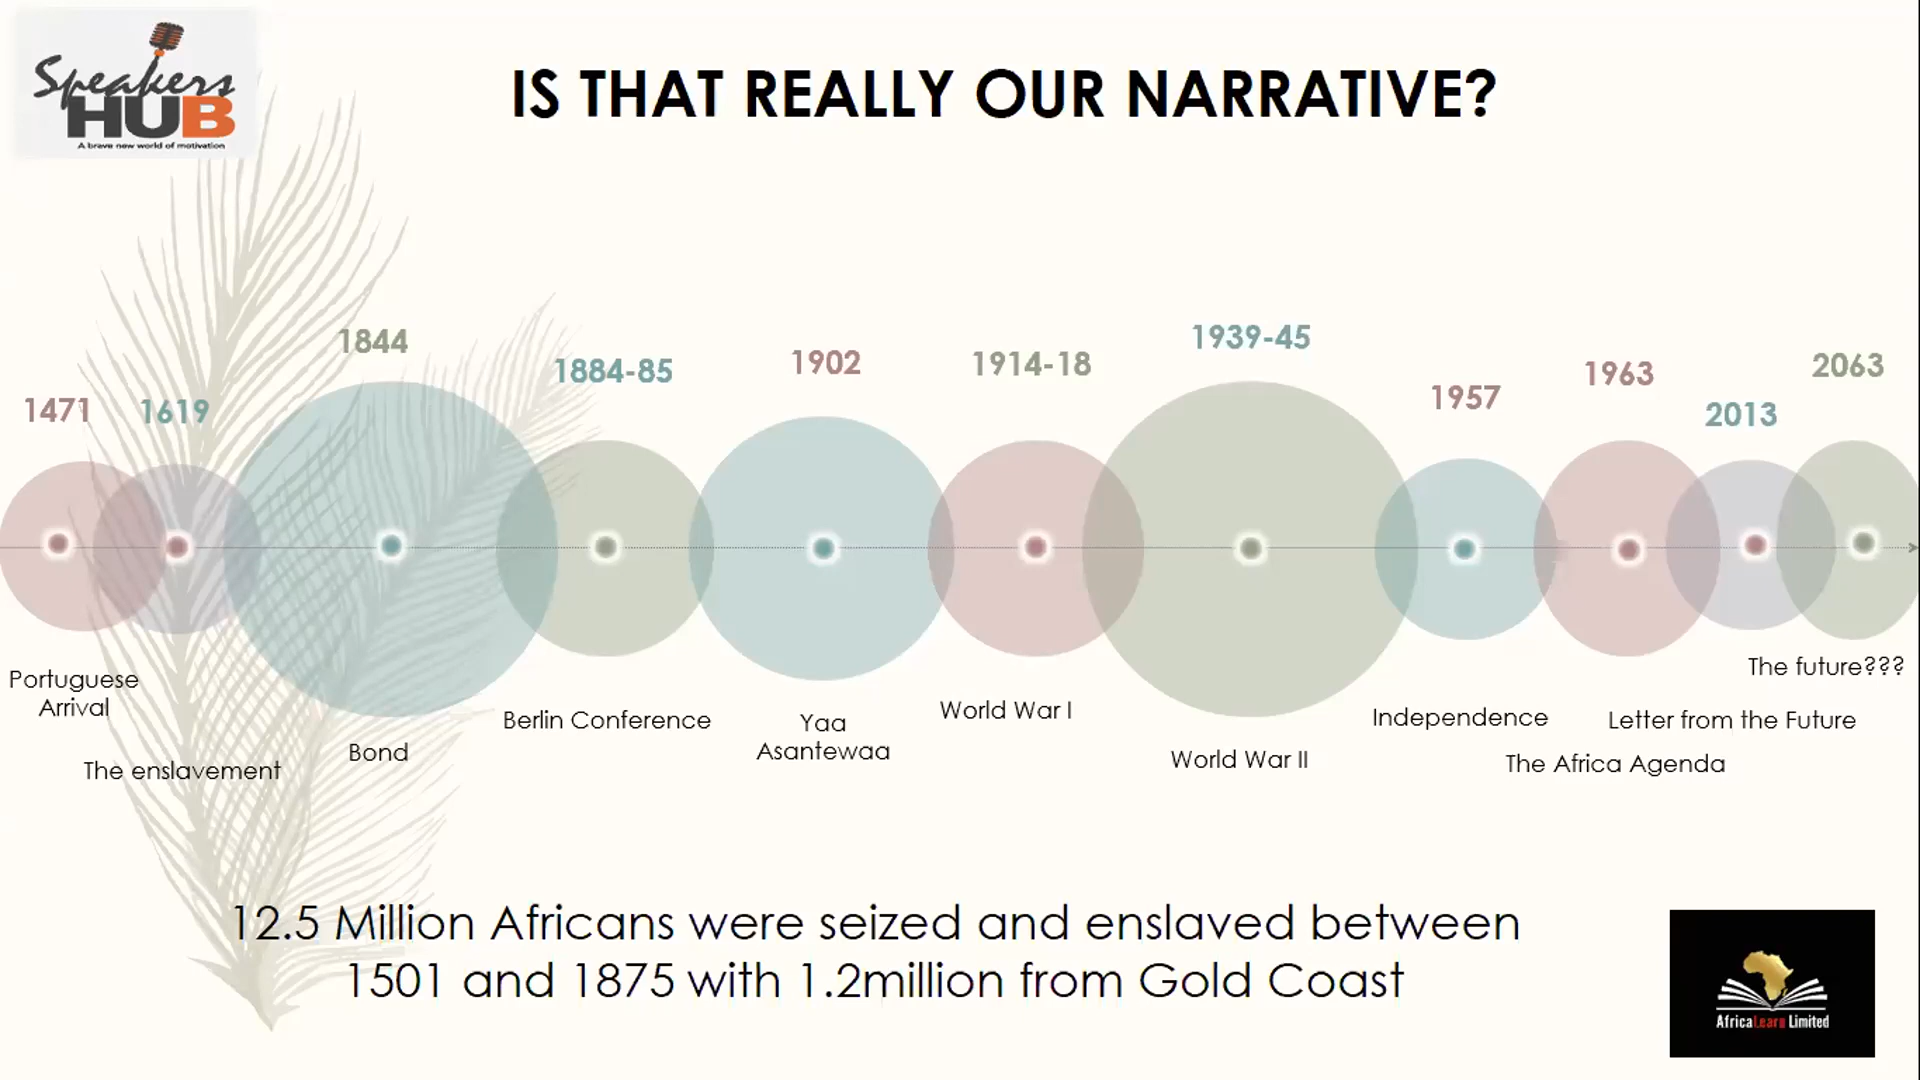 Speakers
HUB
A brave new world of motivation
IS THAT REALLY OUR NARRATIVE?
1471
1619
1844
1884-85
1902
1914-18
1939-45
1957
1963
2013
2063
Portuguese
Arrival
The enslavement
Bond
Berlin Conference
Yaa
Asantewaa
World War I
World War II
Independence
The Africa Agenda
Letter from the Future
The future???
12.5 Million Africans were seized and enslaved between
1501 and 1875 with 1.2million from Gold Coast
AfricaLearn Limited